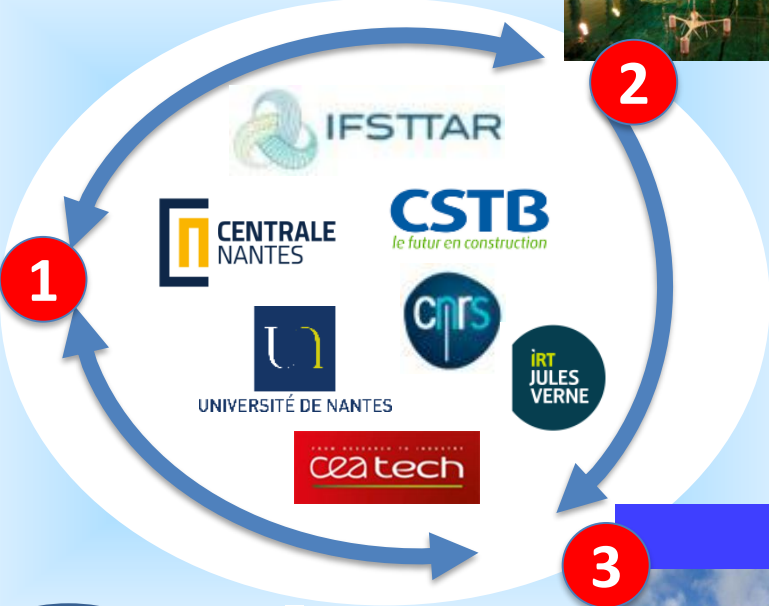 2
IFSTTAR
CENTRALE
NANTES
CSTB
le futur en construction
1
cnrs
UNIVERSITÉ DE NANTES
iRT
JULES
VERNE
FROM RESEARCH TO INDUSTRY
cea tech
3